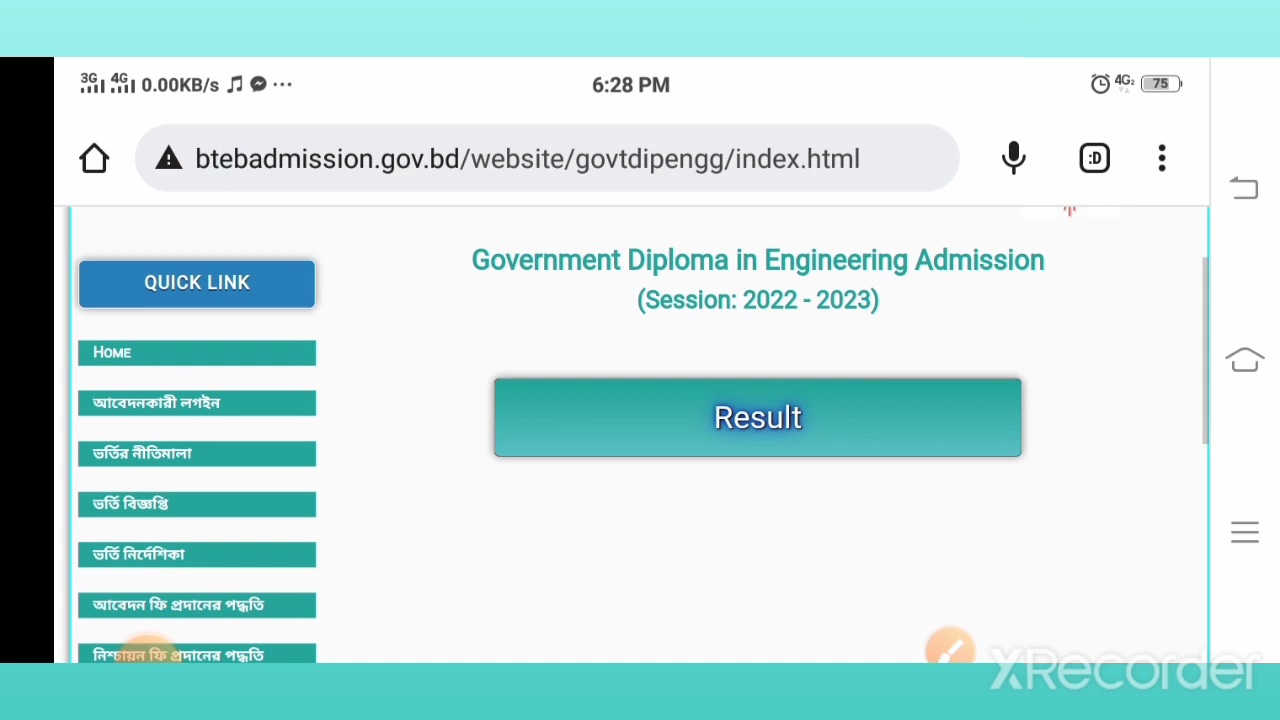 3G 4G 0.00KB/s 6:28 PM 4G2 75
btebadmission.gov.bd/website/govtdipengg/index.html :D
QUICK LINK
Government Diploma in Engineering Admission
(Session: 2022 - 2023)
HOME
আবেদনকারী লগইন
Result
ভর্তির নীতিমালা
ভর্তি বিজ্ঞপ্তি
ভর্তি নির্দেশিকা
আবেদন ফি প্রদানের পদ্ধতি
নিশ্চায়ন ফি প্রদানের পদ্ধতি
XRecorder